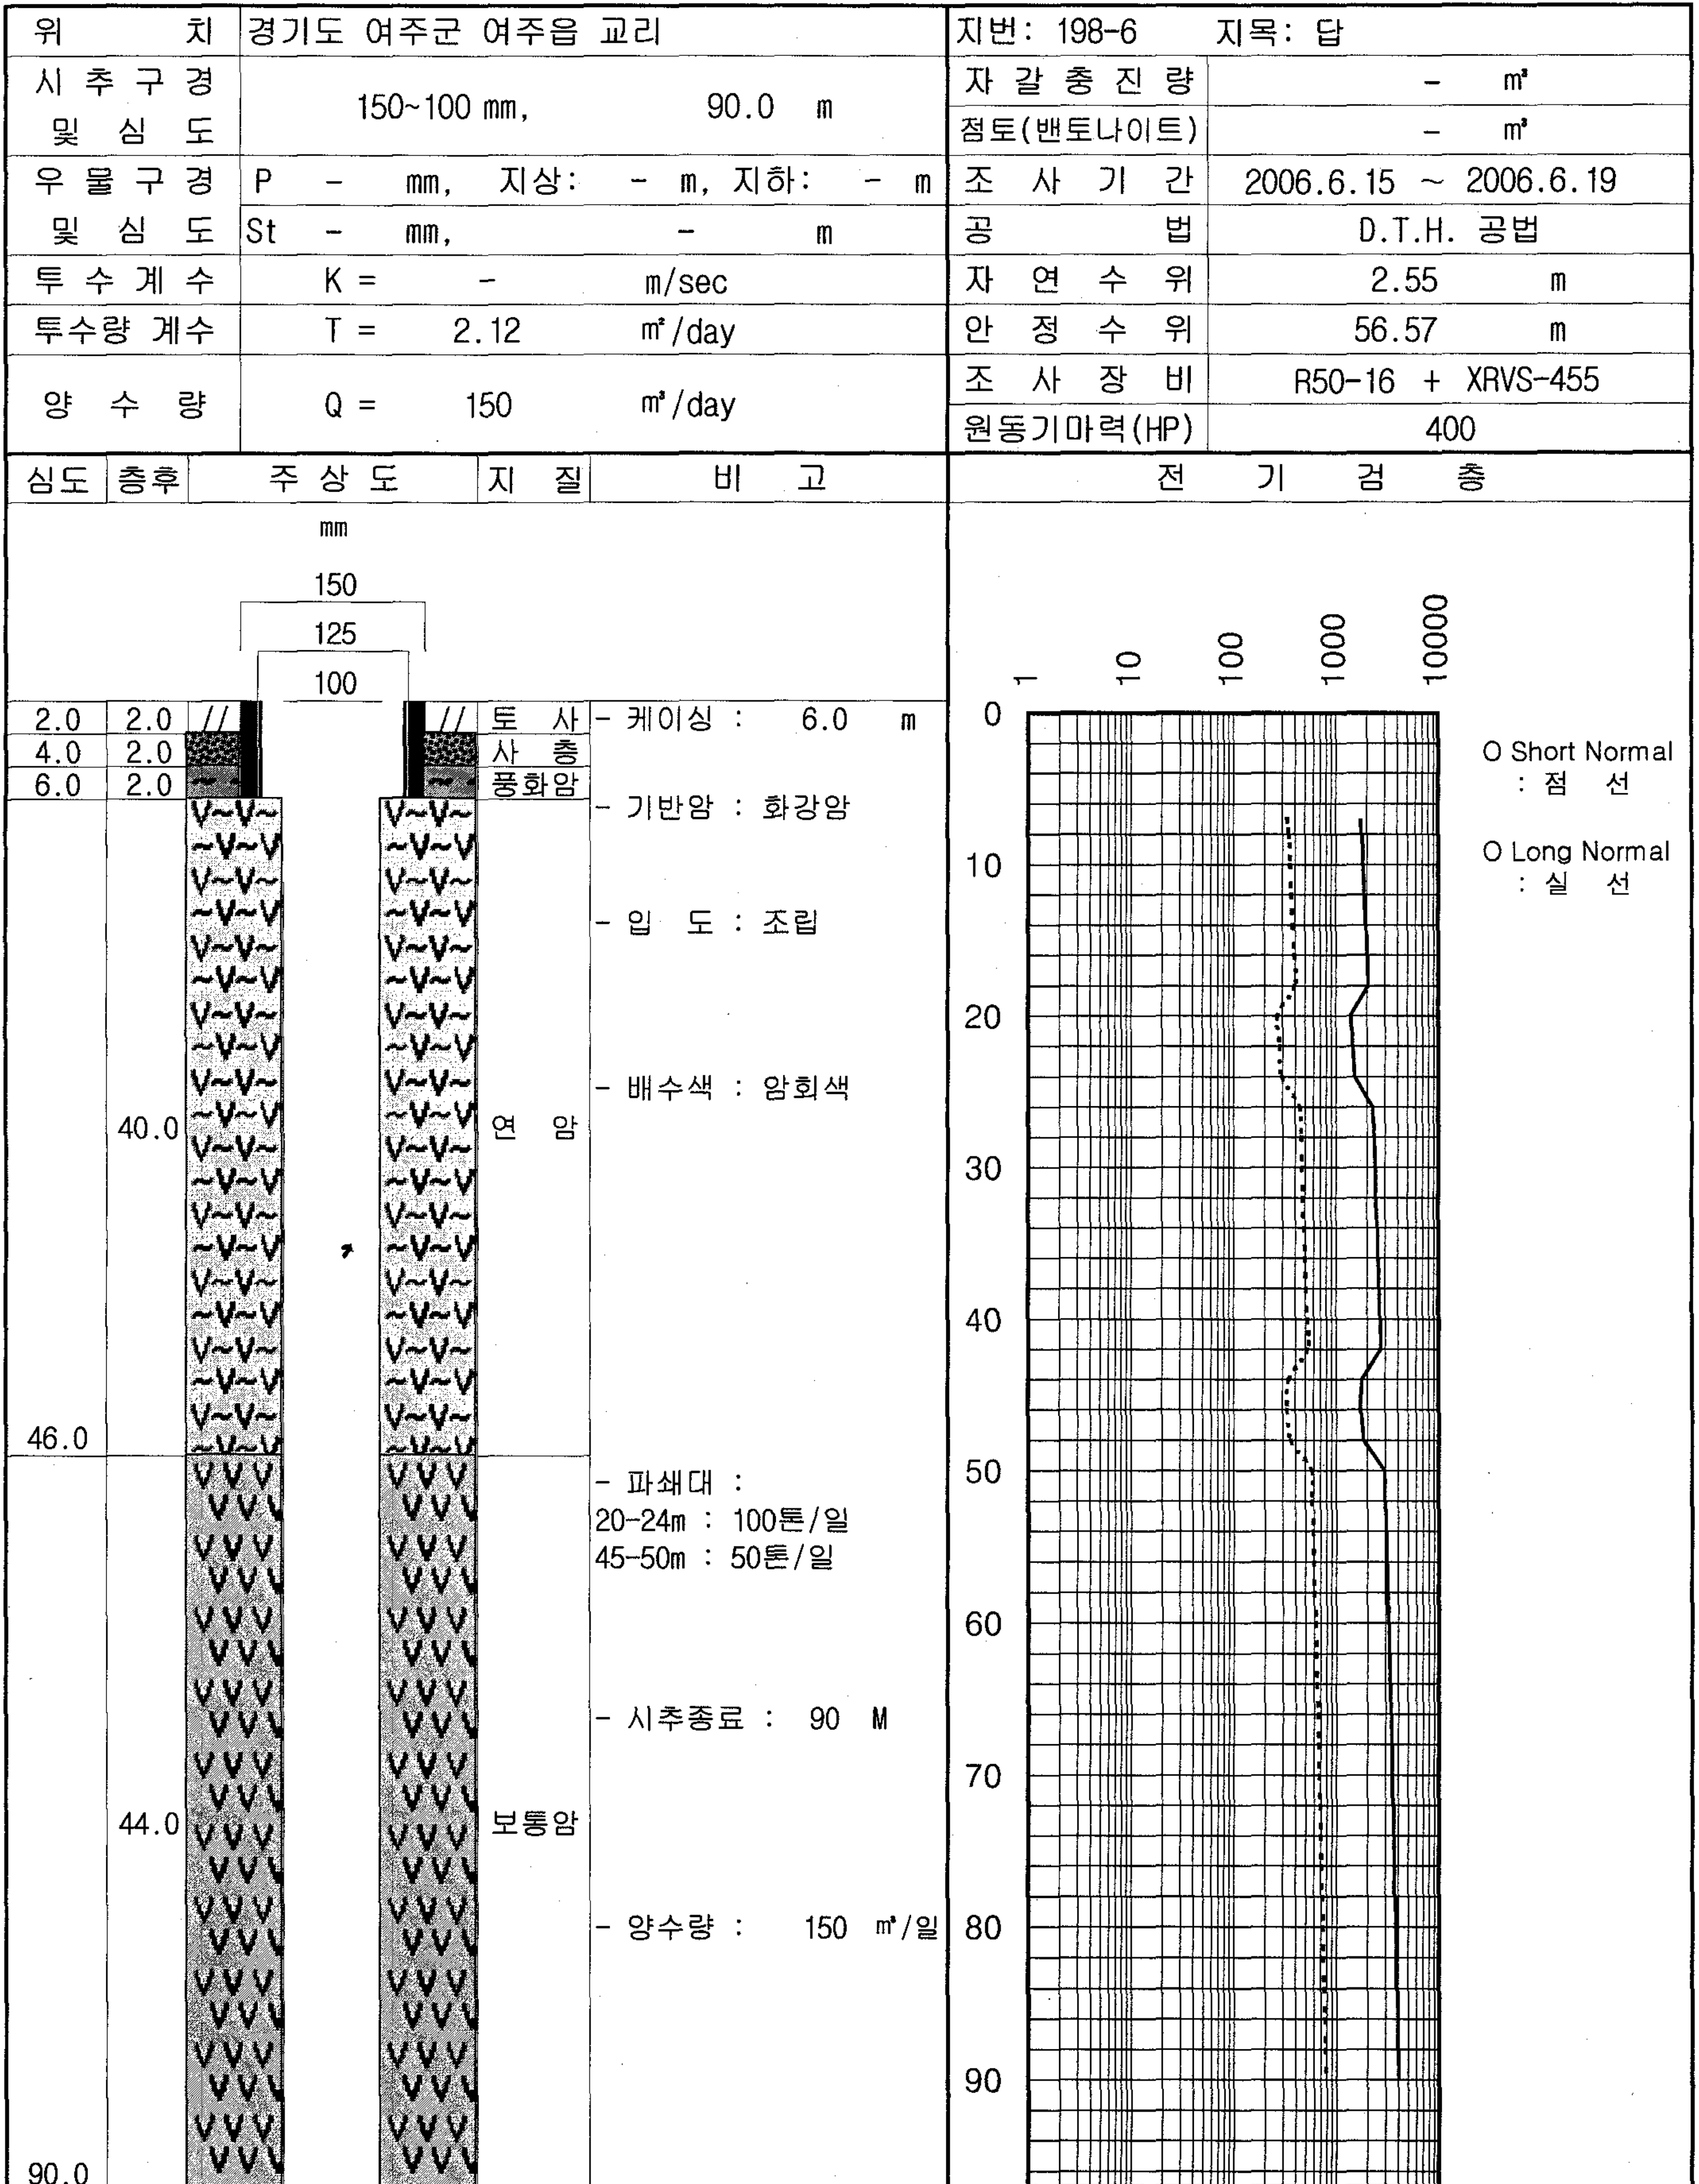 위 치 경기도 여주군 여주읍 교리 지번: 198-6 지목: 답
시 추 구 경 및 심 도 150~100 mm, 90.0 m
자 갈 충 진 량 - m³
점토(밴토나이트) - m³
우 물 구 경 및 심 도 P - mm, 지상: - m, 지하: - m
St - mm, - m
조 사 기 간 2006.6.15 ~ 2006.6.19
공 법 D.T.H. 공법
투 수 계 수 K = - m/sec
자 연 수 위 2.55 m
투수량 계수 T = 2.12 m²/day
안 정 수 위 56.57 m
양 수 량 Q = 150 m³/day
조 사 장 비 R50-16 + XRVS-455
원동기마력(HP) 400
심도 층후 주 상 도 지 질 비 고 전 기 검 층
mm
150
125
100
2.0 2.0 토 사 - 케이싱 : 6.0 m
4.0 2.0 사 층
6.0 2.0 풍화암
- 기반암 : 화강암
- 입 도 : 조립
- 배수색 : 암회색
40.0 연 암
46.0
- 파쇄대 :
20-24m : 100톤/일
45-50m : 50톤/일
- 시추종료 : 90 M
44.0 보통암
- 양수량 : 150 m³/일
90.0
1 10 100 1000 10000
0
10
20
30
40
50
60
70
80
90
O Short Normal
: 점 선
O Long Normal
: 실 선